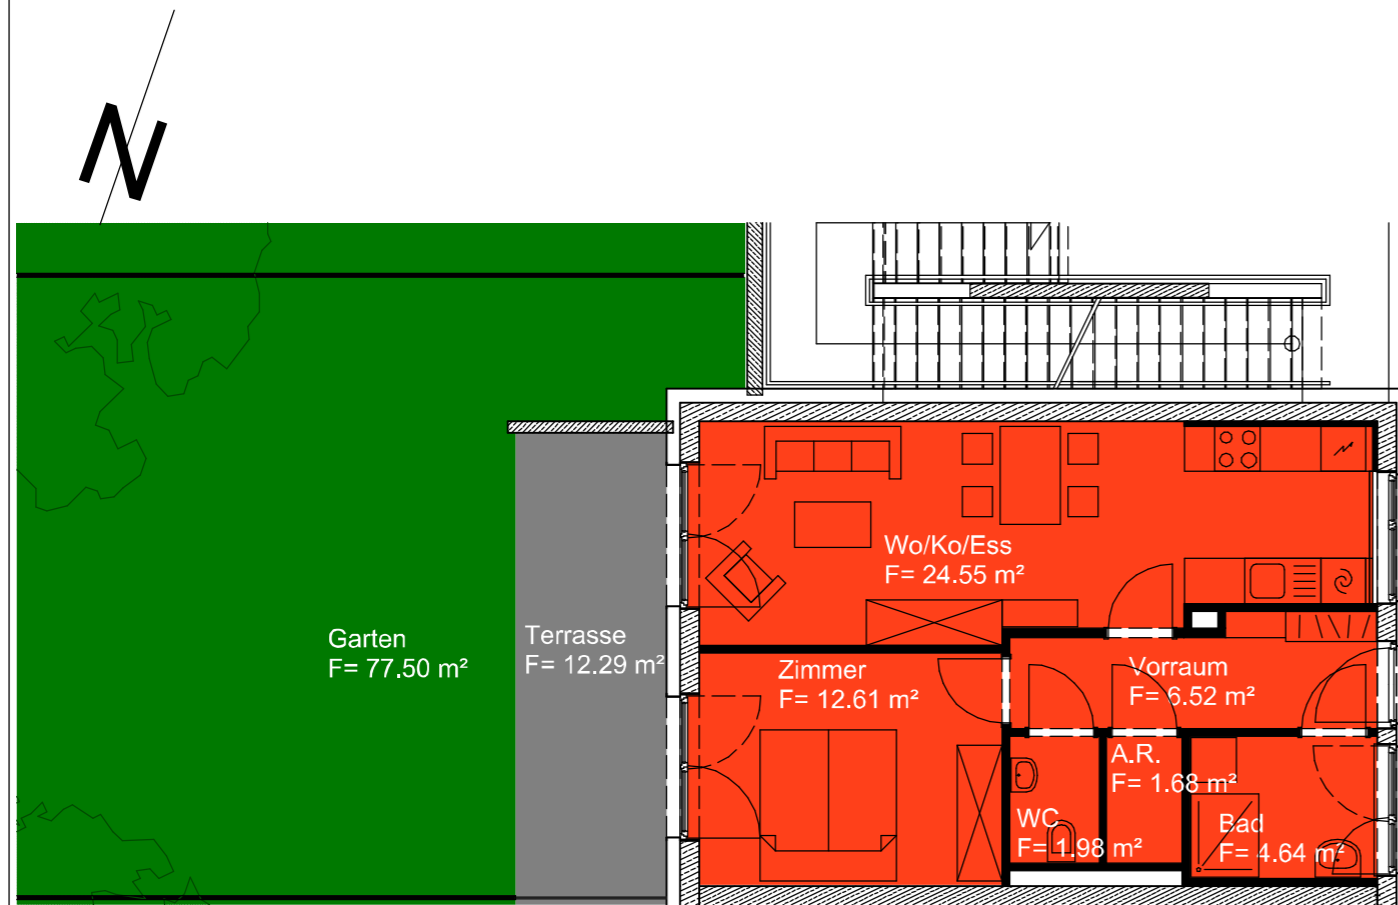 N
Wo/Ko/Ess
F= 24.55 m²
Garten
F= 77.50 m²
Terrasse
F= 12.29 m²
Zimmer
F= 12.61 m²
Vorraum
F= 6.52 m²
A.R.
F= 1.68 m²
WC
F= 1.98 m²
Bad
F= 4.64 m²